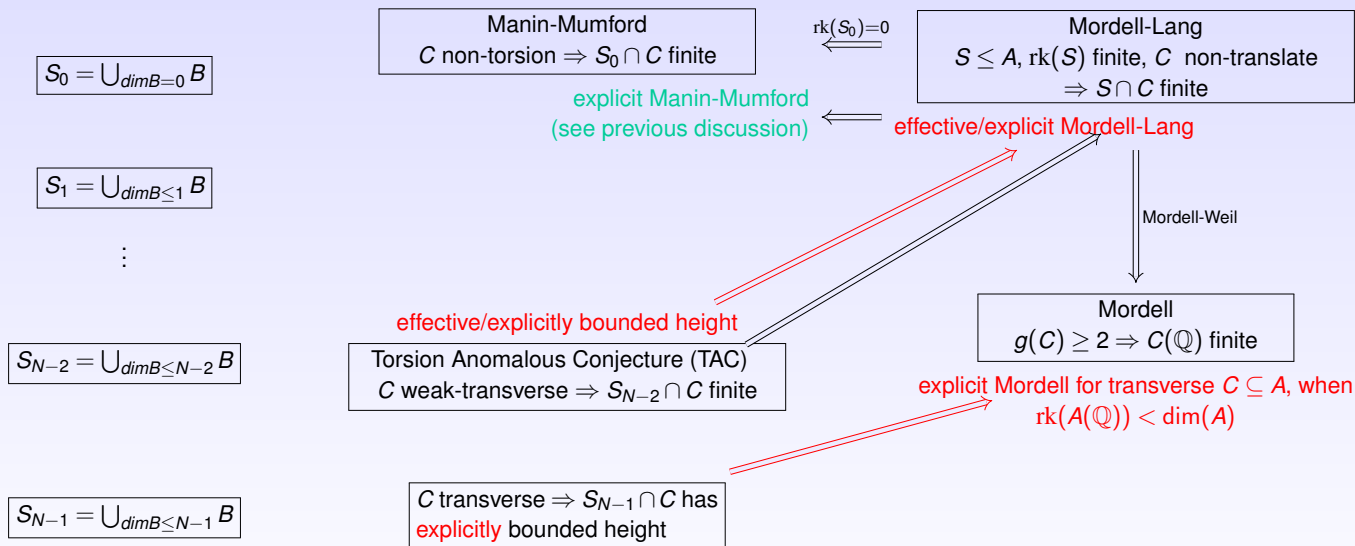 Manin-Mumford
C non-torsion ⇒ S₀ ∩ C finite
rk(S₀)=0
Mordell-Lang
S ≤ A, rk(S) finite, C non-translate
⇒ S ∩ C finite
S₀ = ⋃_{dimB=0} B
explicit Manin-Mumford
(see previous discussion)
effective/explicit Mordell-Lang
S₁ = ⋃_{dimB≤1} B
Mordell-Weil
⋮
Mordell
g(C) ≥ 2 ⇒ C(ℚ) finite
effective/explicitly bounded height
S_{N−2} = ⋃_{dimB≤N−2} B
Torsion Anomalous Conjecture (TAC)
C weak-transverse ⇒ S_{N−2} ∩ C finite
explicit Mordell for transverse C ⊆ A, when
rk(A(ℚ)) < dim(A)
S_{N−1} = ⋃_{dimB≤N−1} B
C transverse ⇒ S_{N−1} ∩ C has
explicitly bounded height